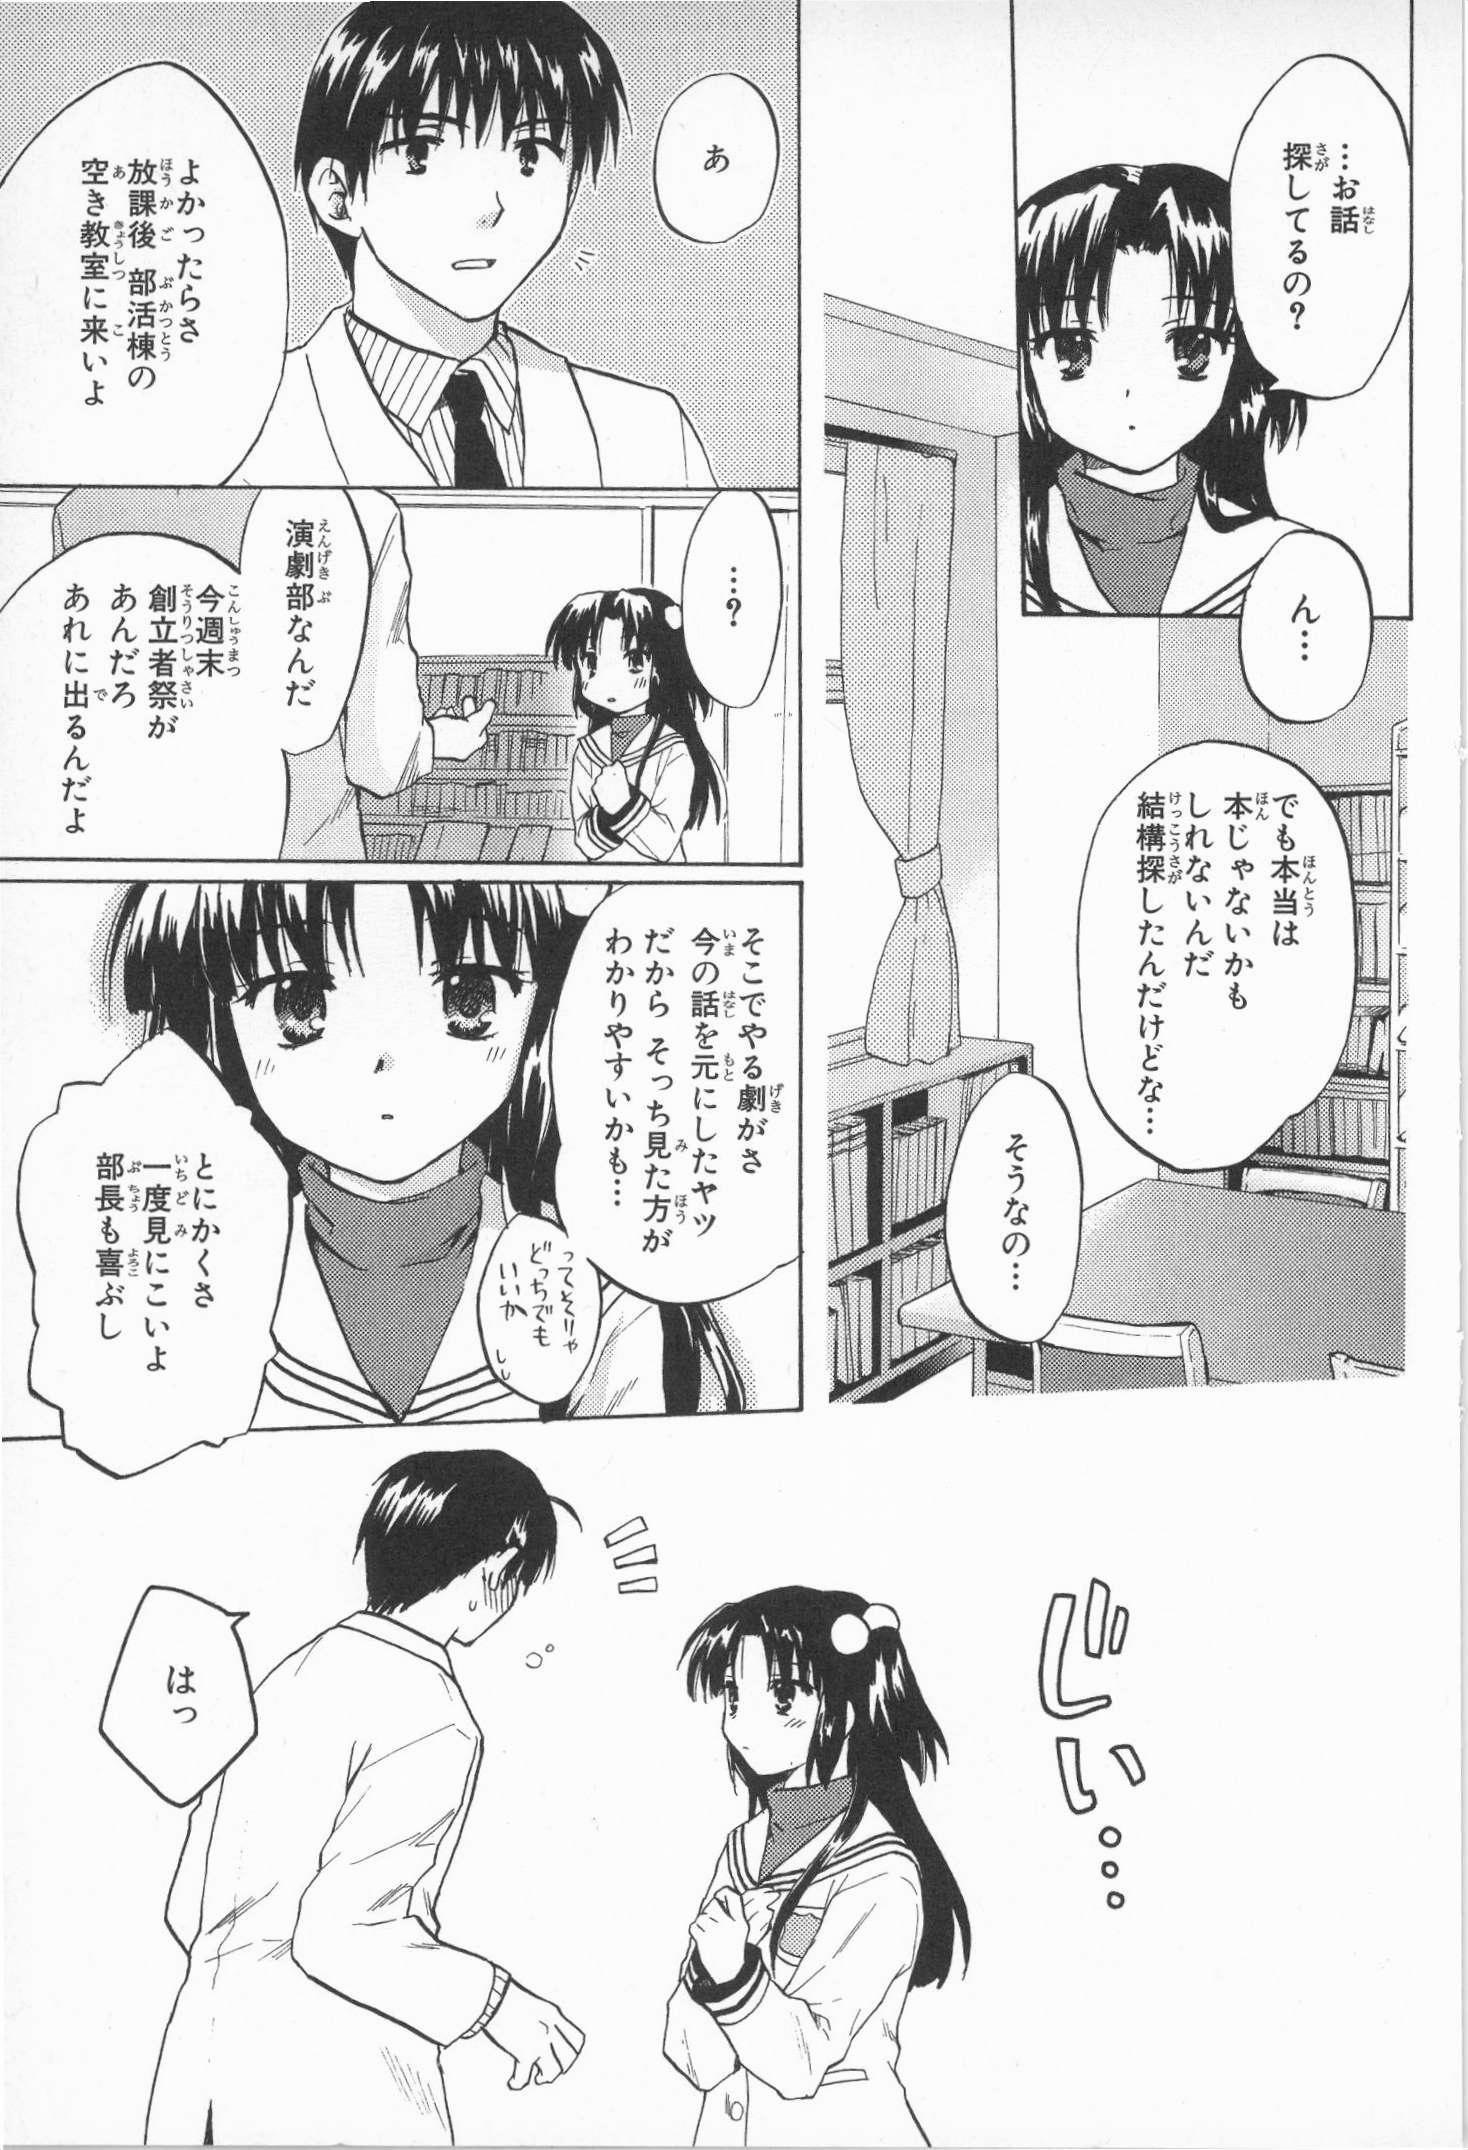 …お話
探してるの？
ん…
でも本当は
本じゃないかも
しれないんだ
結構探したんだけどな…
そうなの…
あ
よかったらさ
放課後 部活棟の
空き教室に来いよ
…？
演劇部なんだ
今週末
創立者祭が
あんだろ
あれに出るんだよ
そこでやる劇がさ
今の話を元にしたヤツ
だから そっち見た方が
わかりやすいかも…
ってそりゃ
どっちでも
いいか
とにかくさ
一度見にこいよ
部長も喜ぶし
じい…
はっ